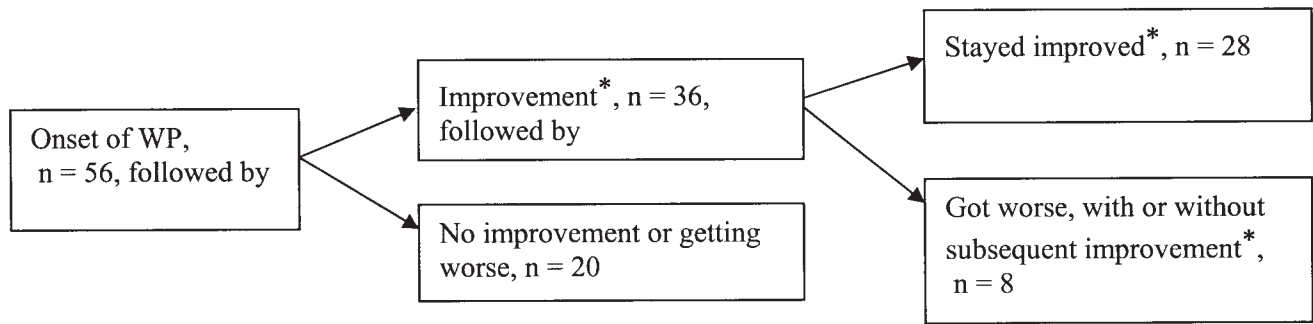 Onset of WP,
n = 56, followed by
Improvement*, n = 36,
followed by
No improvement or getting
worse, n = 20
Stayed improved*, n = 28
Got worse, with or without
subsequent improvement*,
n = 8